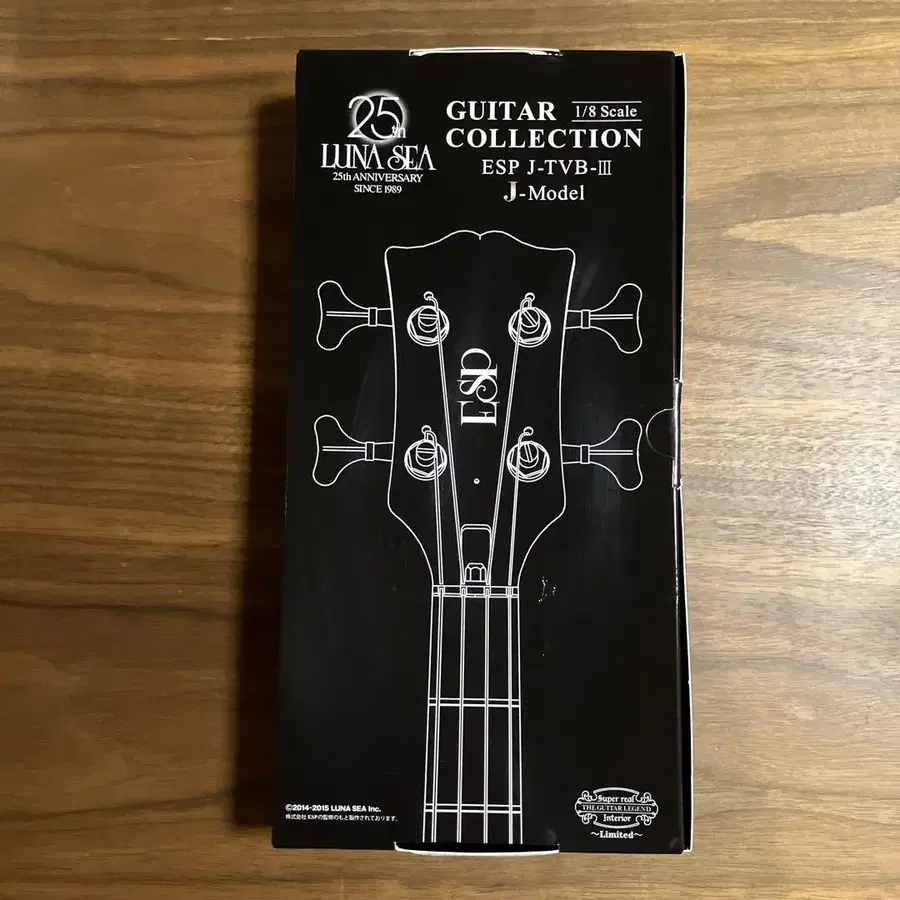 25th
LUNA SEA
25th ANNIVERSARY
SINCE 1989
GUITAR 1/8 Scale
COLLECTION
ESP J-TVB-III
J-Model
ESP
©2014-2015 LUNA SEA Inc.
株式会社 ESPの監修のもと製作されております.
Super real
THE GUITAR LEGEND
Interior
~Limited~